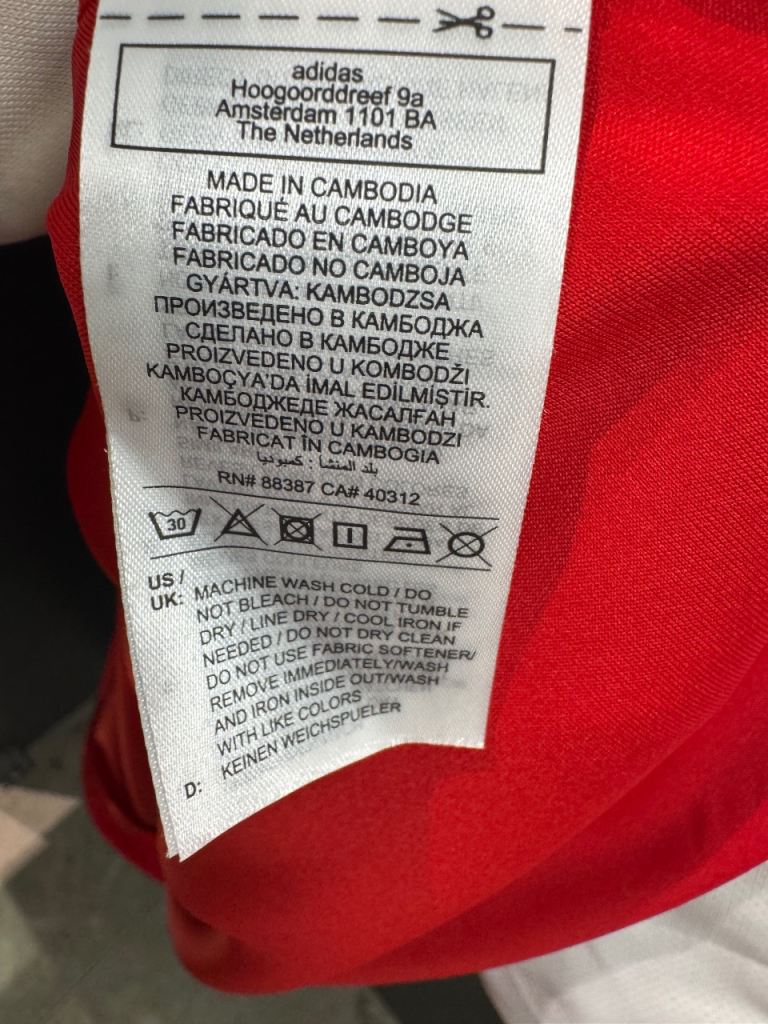 adidas
Hoogoorddreef 9a
Amsterdam 1101 BA
The Netherlands
MADE IN CAMBODIA
FABRIQUÉ AU CAMBODGE
FABRICADO EN CAMBOYA
FABRICADO NO CAMBOJA
GYÁRTVA: KAMBODZSA
ПРОИЗВЕДЕНО В КАМБОДЖА
СДЕЛАНО В КАМБОДЖЕ
PROIZVEDENO U KOMBODŽI
KAMBOÇYA'DA İMAL EDİLMİŞTİR.
КАМБОДЖЕДЕ ЖАСАЛҒАН
PROIZVEDENO U KAMBODZI
FABRICAT ÎN CAMBOGIA
بلد المنشأ : كمبوديا
RN# 88387 CA# 40312
30
US /
UK: MACHINE WASH COLD / DO
NOT BLEACH / DO NOT TUMBLE
DRY / LINE DRY / COOL IRON IF
NEEDED / DO NOT DRY CLEAN
DO NOT USE FABRIC SOFTENER/
REMOVE IMMEDIATELY/WASH
AND IRON INSIDE OUT/WASH
WITH LIKE COLORS
D: KEINEN WEICHSPUELER